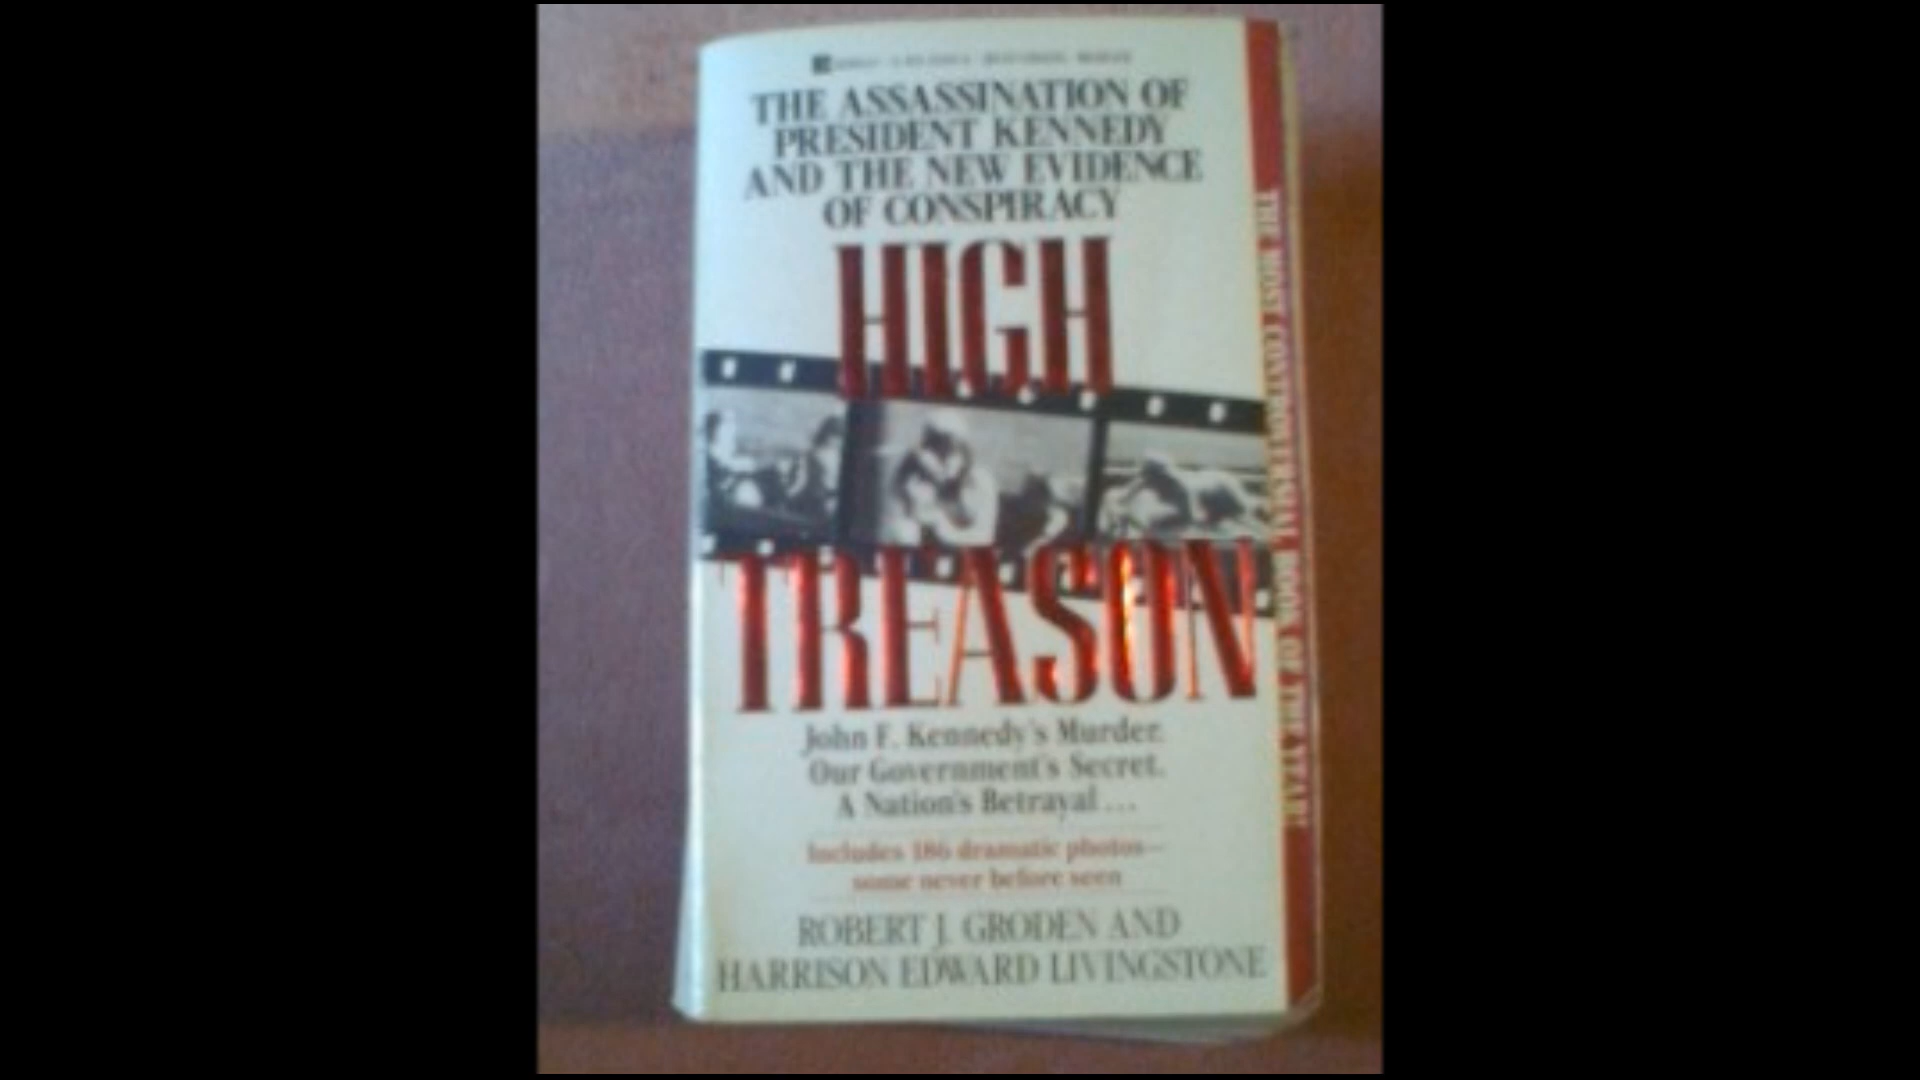 THE ASSASSINATION OF
PRESIDENT KENNEDY
AND THE NEW EVIDENCE
OF CONSPIRACY
HIGH
TREASON
John F. Kennedy's Murder.
Our Government's Secret.
A Nation's Betrayal...
Includes 186 dramatic photos—
some never before seen
ROBERT J. GRODEN AND
HARRISON EDWARD LIVINGSTONE
THE MOST CONTROVERSIAL BOOK OF THE YEAR!